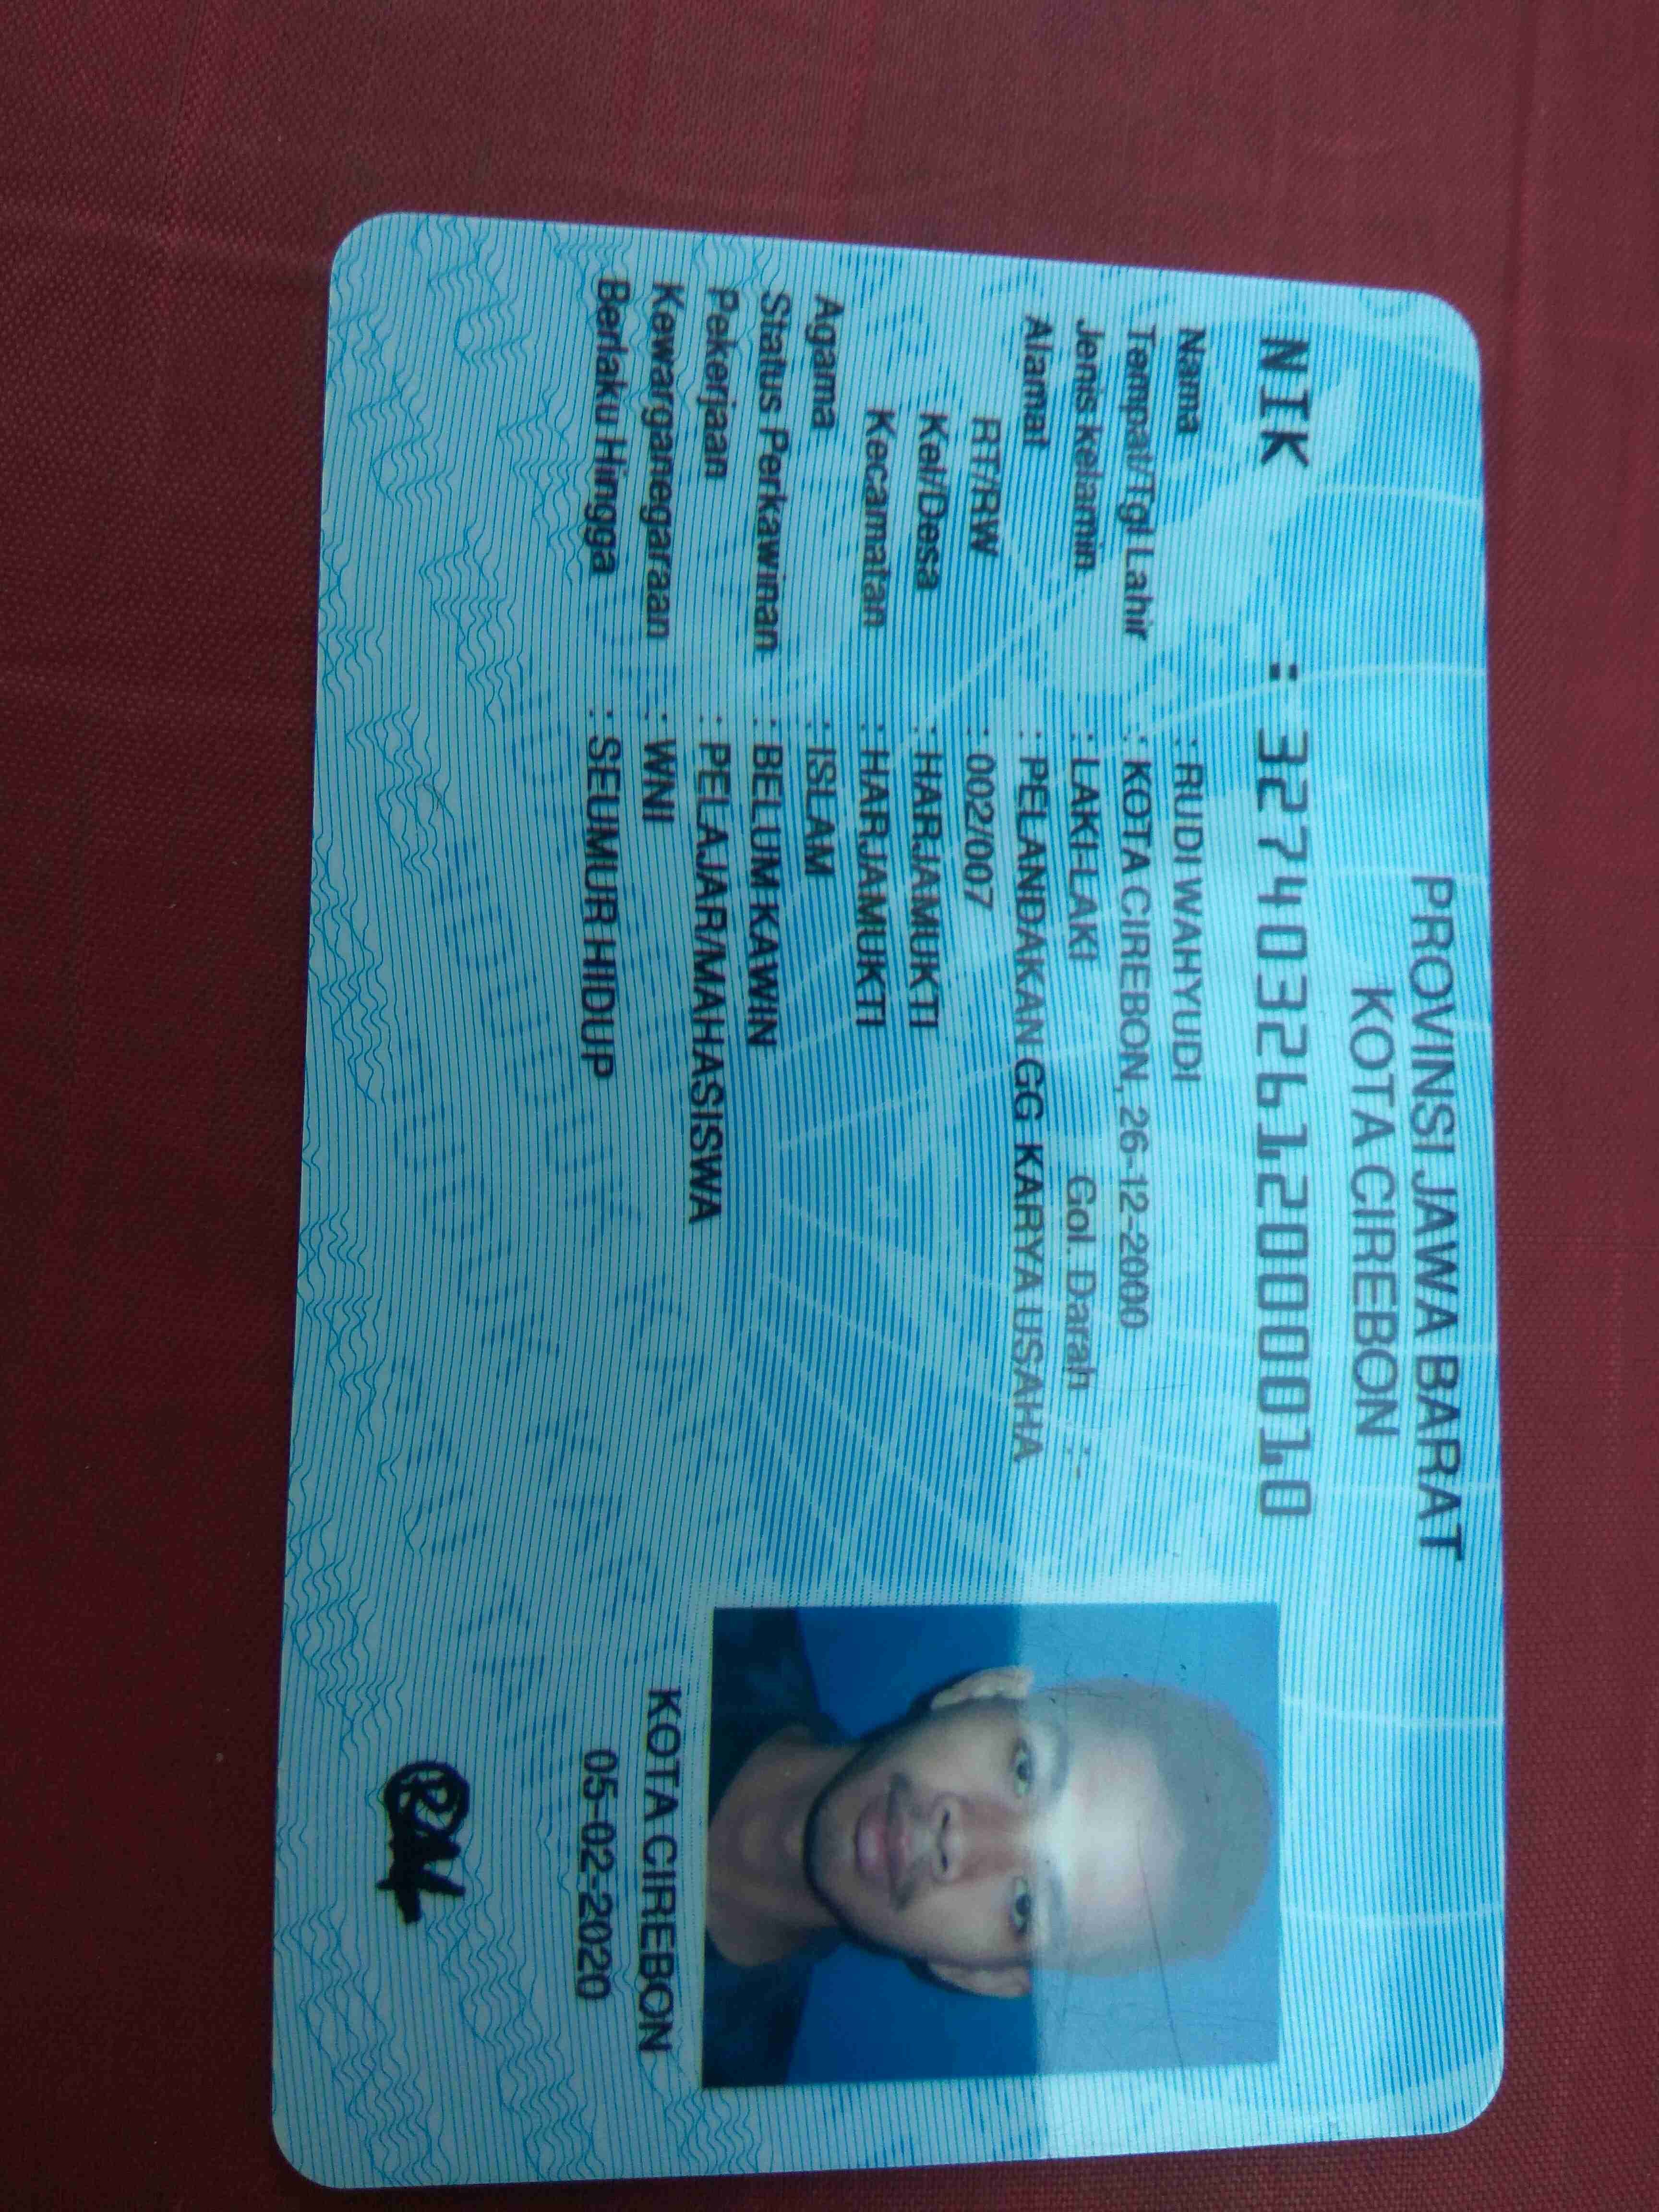 PROVINSI JAWA BARAT
KOTA CIREBON
NIK : 3274032612000010
Nama : RUDI WAHYUDI
Tempat/Tgl Lahir : KOTA CIREBON, 26-12-2000
Jenis kelamin : LAKI-LAKI Gol. Darah : -
Alamat : PELANDAKAN GG KARYA USAHA
RT/RW : 002/007
Kel/Desa : HARJAMUKTI
Kecamatan : HARJAMUKTI
Agama : ISLAM
Status Perkawinan : BELUM KAWIN
Pekerjaan : PELAJAR/MAHASISWA
Kewarganegaraan : WNI
Berlaku Hingga : SEUMUR HIDUP
KOTA CIREBON
05-02-2020